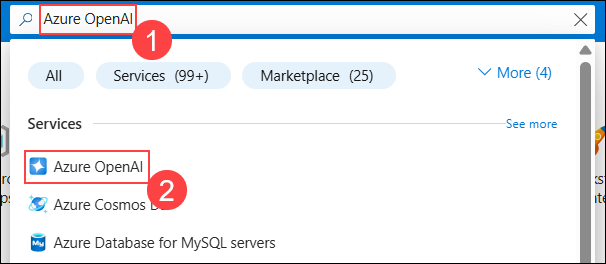 Azure OpenAI
1
All
Services (99+)
Marketplace (25)
More (4)
Services
See more
Azure OpenAI
2
Azure Cosmos
Azure Database for MySQL servers